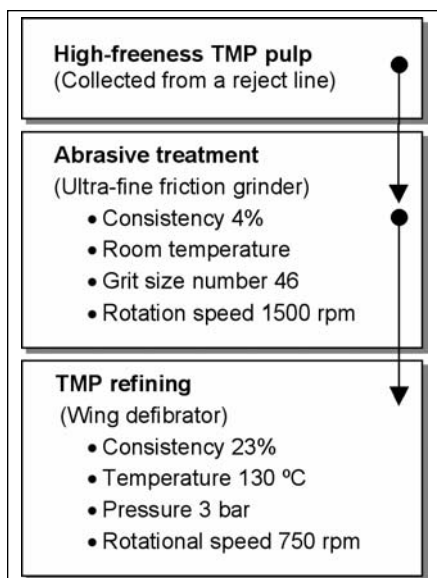 High-freeness TMP pulp
(Collected from a reject line)
Abrasive treatment
(Ultra-fine friction grinder)
• Consistency 4%
• Room temperature
• Grit size number 46
• Rotation speed 1500 rpm
TMP refining
(Wing defibrator)
• Consistency 23%
• Temperature 130 ºC
• Pressure 3 bar
• Rotational speed 750 rpm